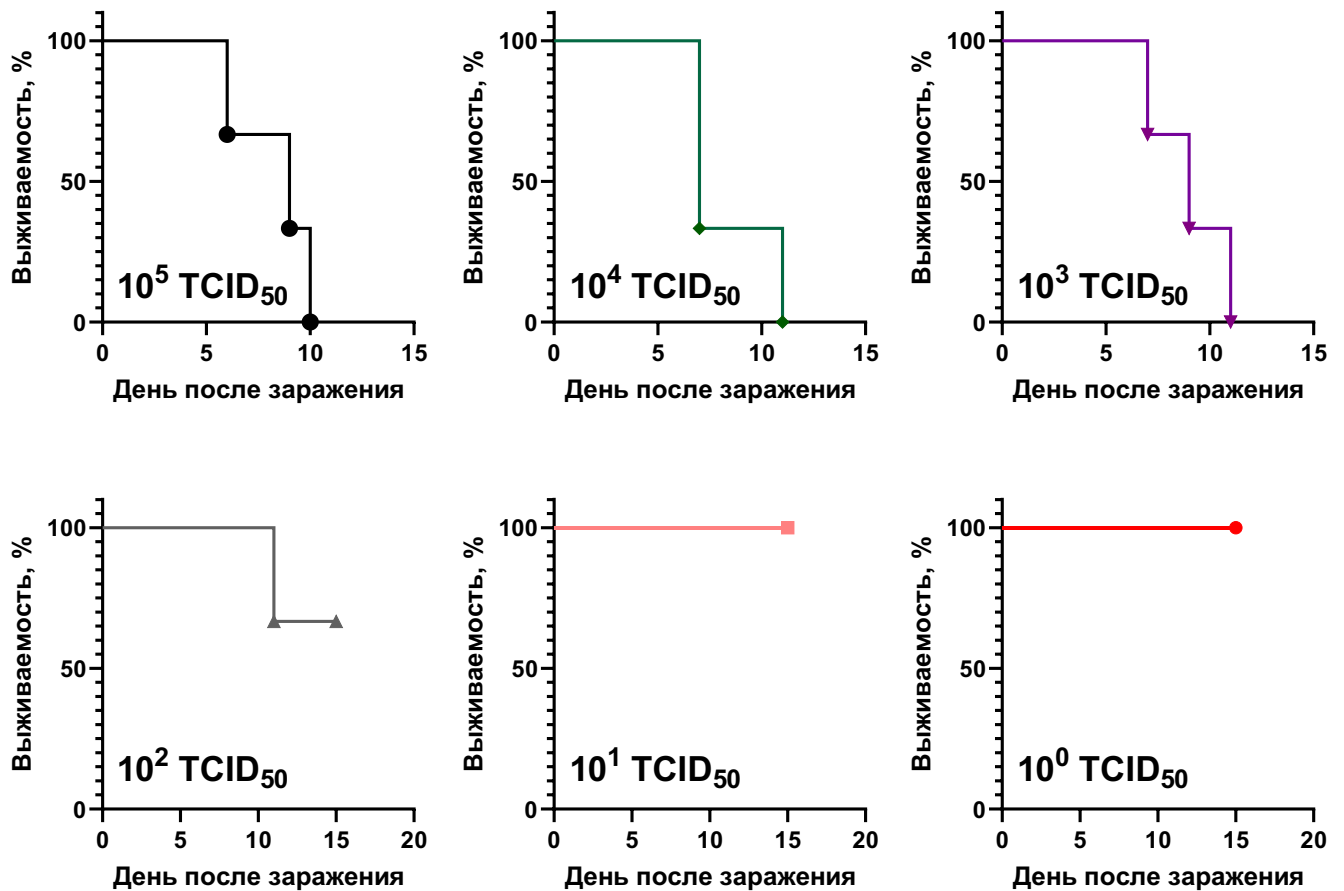 Выживаемость, %
100
50
0
10⁵ TCID₅₀
0 5 10 15
День после заражения
Выживаемость, %
100
50
0
10⁴ TCID₅₀
0 5 10 15
День после заражения
Выживаемость, %
100
50
0
10³ TCID₅₀
0 5 10 15
День после заражения
Выживаемость, %
100
50
0
10² TCID₅₀
0 5 10 15 20
День после заражения
Выживаемость, %
100
50
0
10¹ TCID₅₀
0 5 10 15 20
День после заражения
Выживаемость, %
100
50
0
10⁰ TCID₅₀
0 5 10 15 20
День после заражения